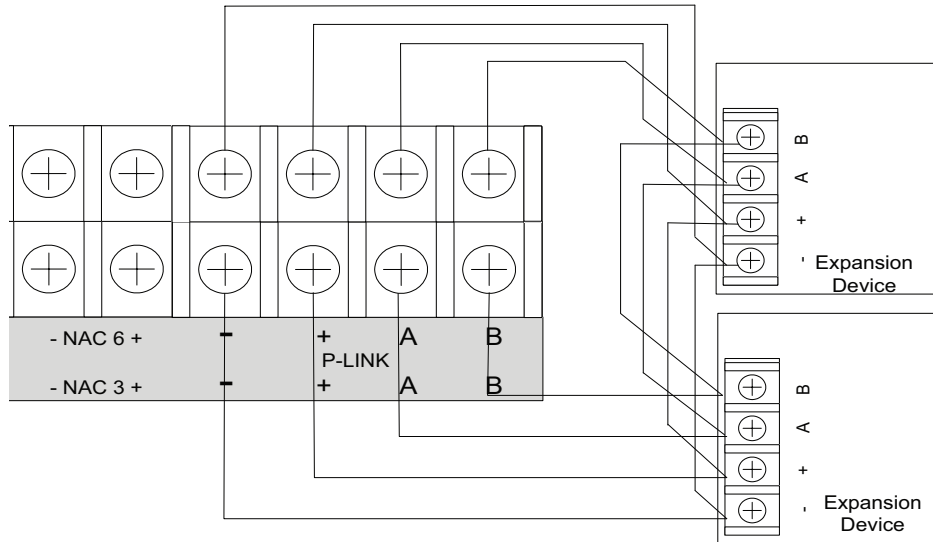 B
A
+
-
Expansion
Device
- NAC 6 +
- + A B
P-LINK
- NAC 3 +
- + A B
B
A
+
-
Expansion
Device